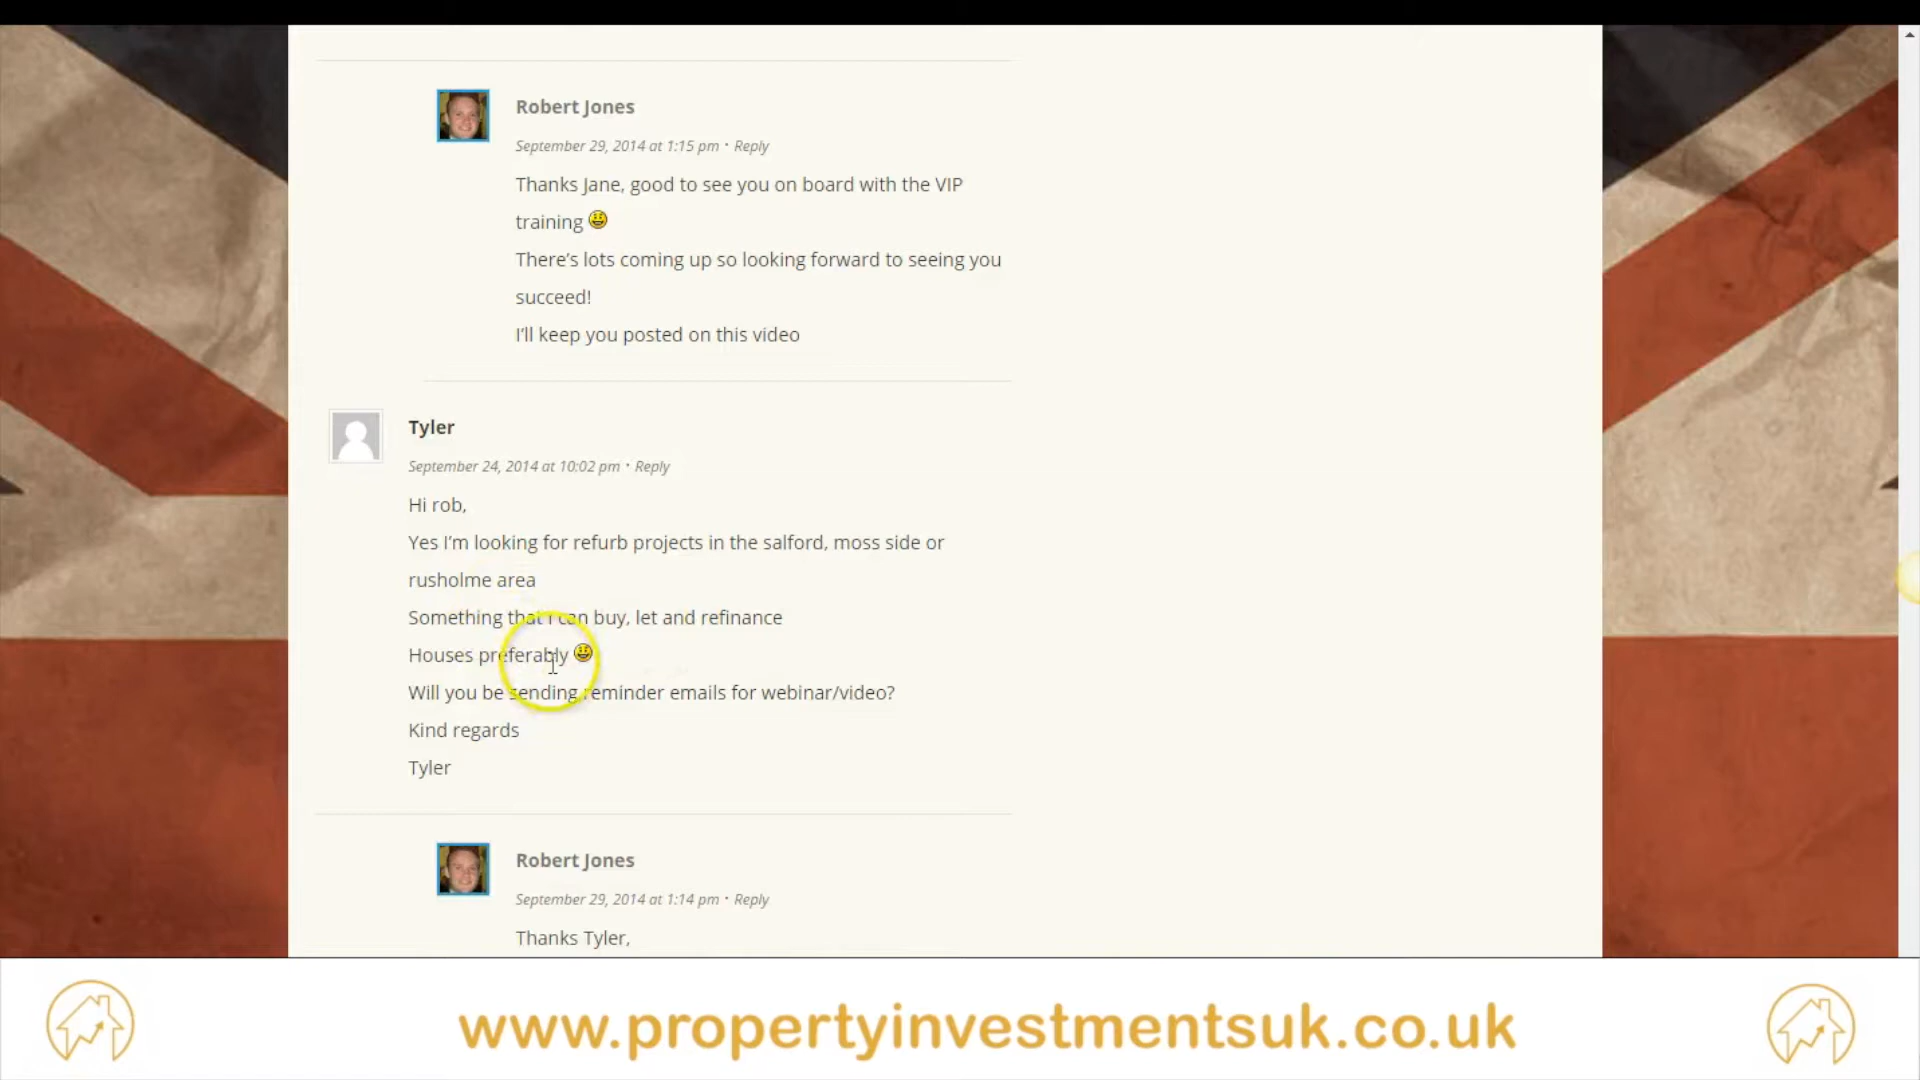 Robert Jones
September 29, 2014 at 1:15 pm · Reply
Thanks Jane, good to see you on board with the VIP
training
There’s lots coming up so looking forward to seeing you
succeed!
I’ll keep you posted on this video
Tyler
September 24, 2014 at 10:02 pm · Reply
Hi rob,
Yes I’m looking for refurb projects in the salford, moss side or
rusholme area
Something that i can buy, let and refinance
Houses preferably
Will you be sending reminder emails for webinar/video?
Kind regards
Tyler
Robert Jones
September 29, 2014 at 1:14 pm · Reply
Thanks Tyler,
www.propertyinvestmentsuk.co.uk